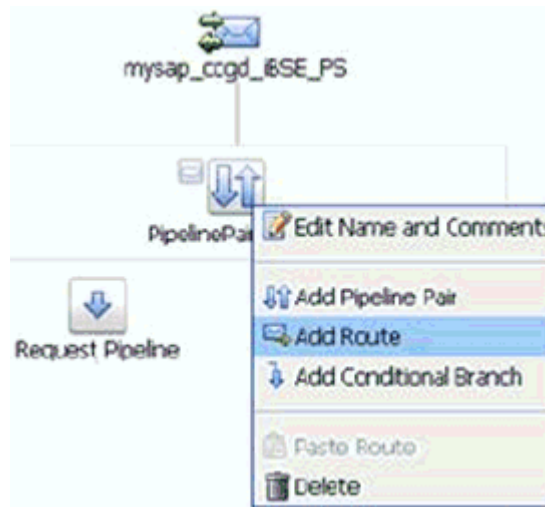 mysap_ccgd_iBSE_PS
PipelinePai
Edit Name and Comments
Add Pipeline Pair
Request Pipeline
Add Route
Add Conditional Branch
Paste Route
Delete